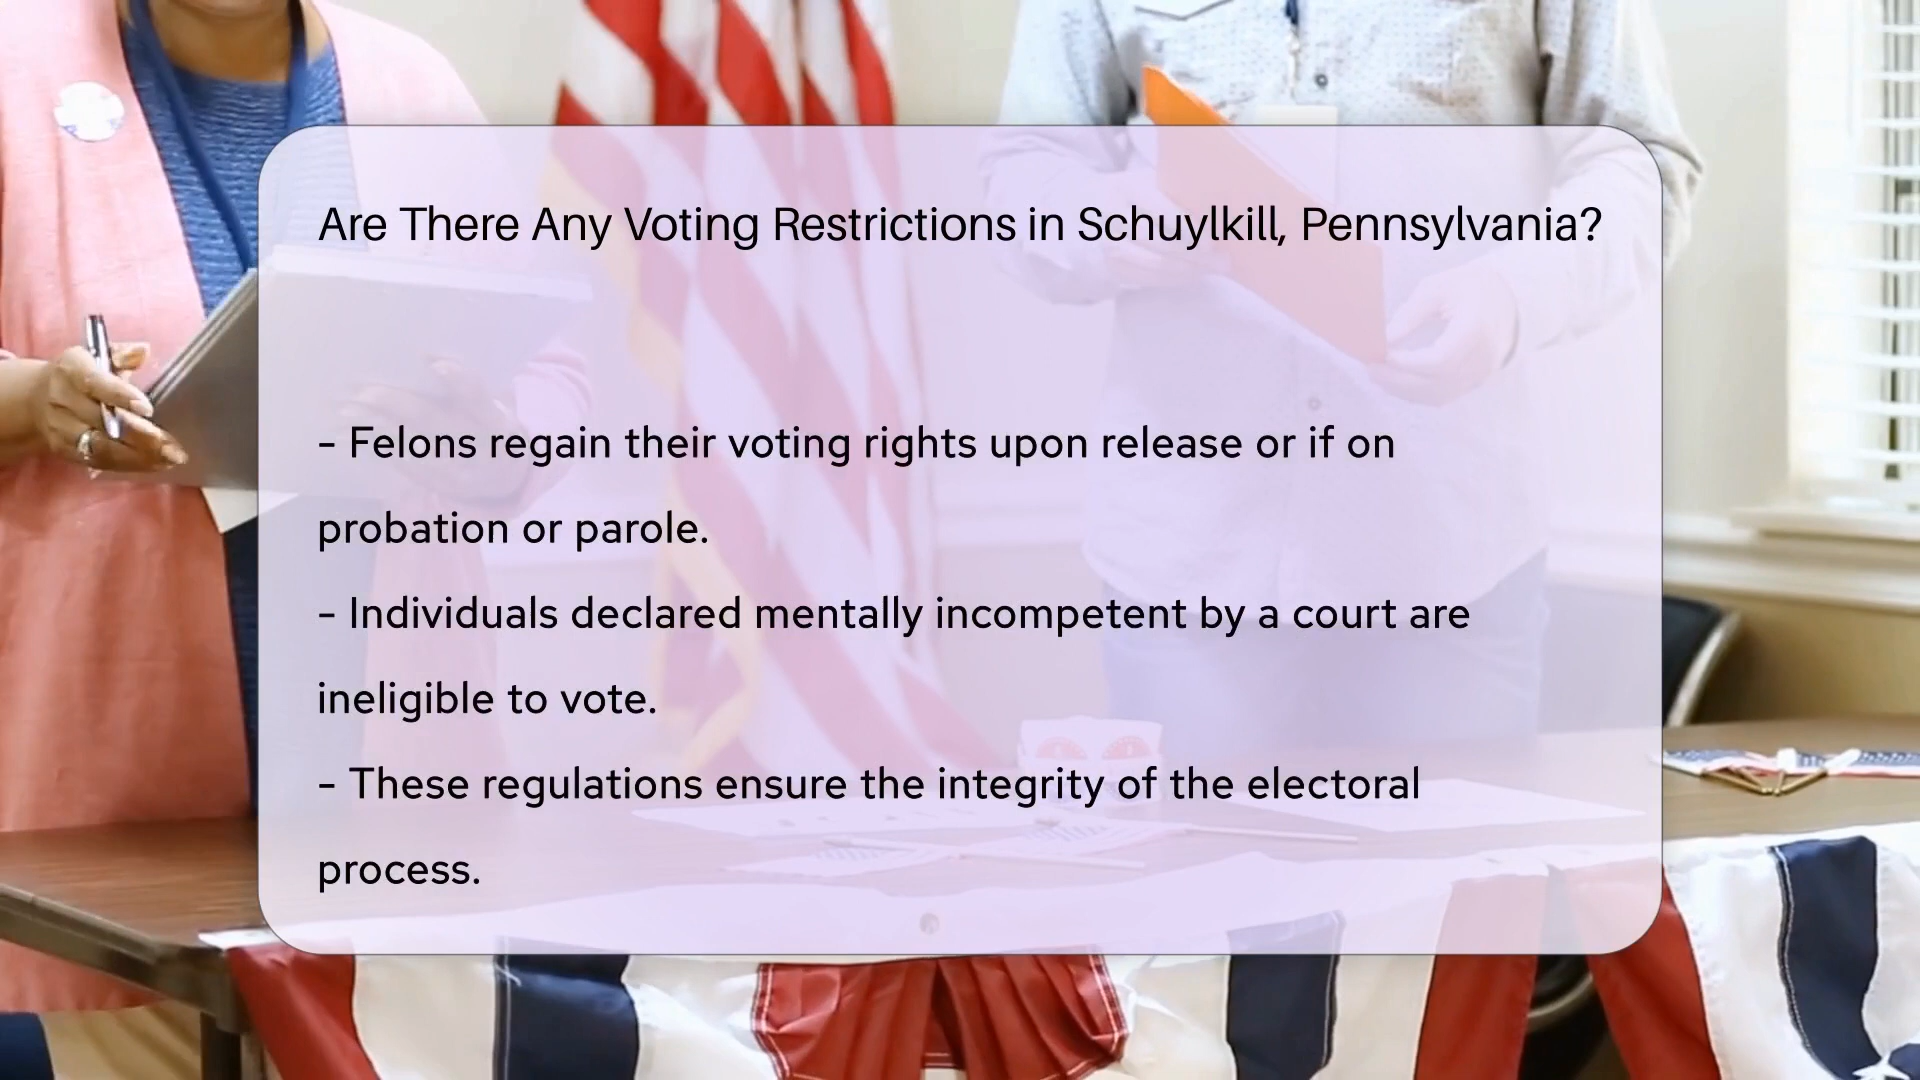 Are There Any Voting Restrictions in Schuylkill, Pennsylvania?
– Felons regain their voting rights upon release or if on
probation or parole.
– Individuals declared mentally incompetent by a court are
ineligible to vote.
– These regulations ensure the integrity of the electoral
process.